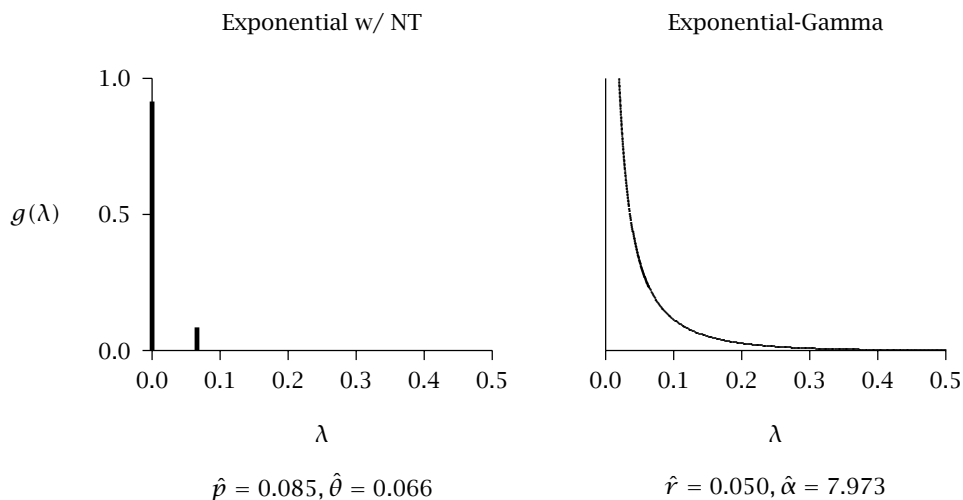 Exponential w/ NT
Exponential-Gamma
1.0
0.5
0.0
g(λ)
0.0 0.1 0.2 0.3 0.4 0.5
0.0 0.1 0.2 0.3 0.4 0.5
λ
λ
p̂ = 0.085, θ̂ = 0.066
r̂ = 0.050, α̂ = 7.973